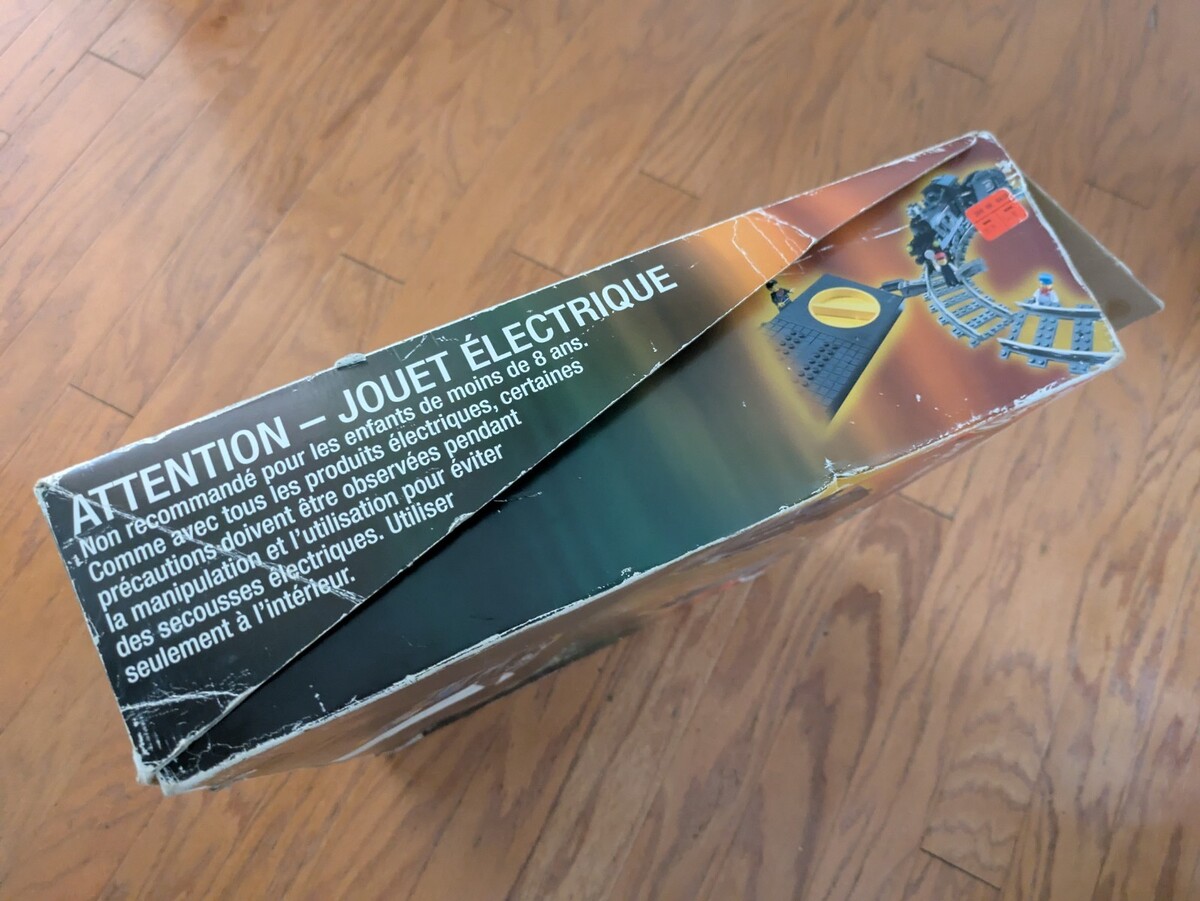 ATTENTION – JOUET ÉLECTRIQUE
Non recommandé pour les enfants de moins de 8 ans.
Comme avec tous les produits électriques, certaines
précautions doivent être observées pendant
la manipulation et l'utilisation pour éviter
des secousses électriques. Utiliser
seulement à l'intérieur.